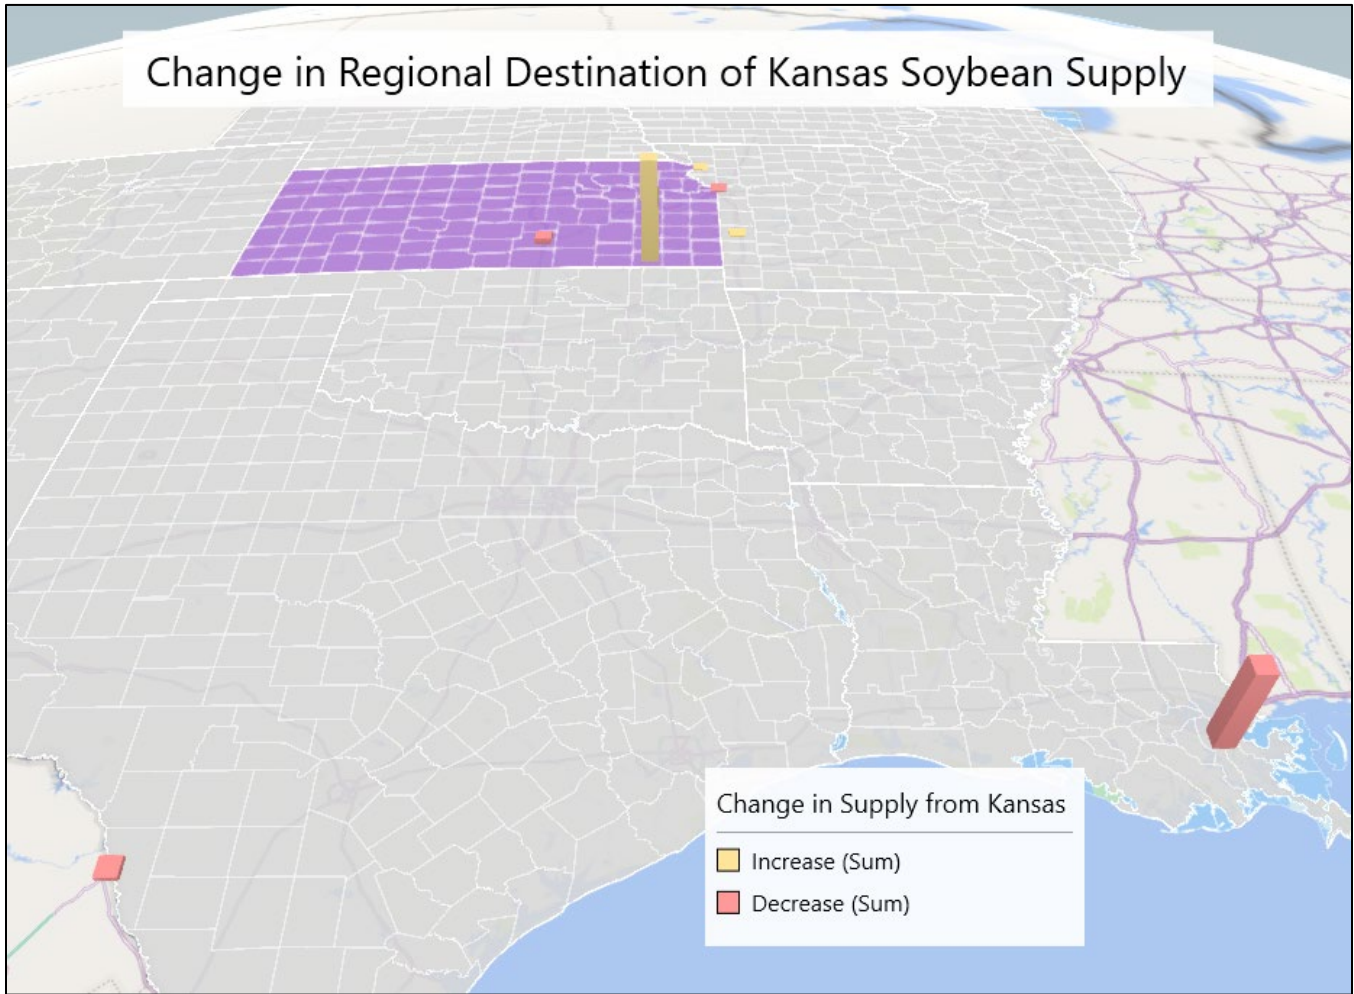 Change in Regional Destination of Kansas Soybean Supply
Change in Supply from Kansas
Increase (Sum)
Decrease (Sum)